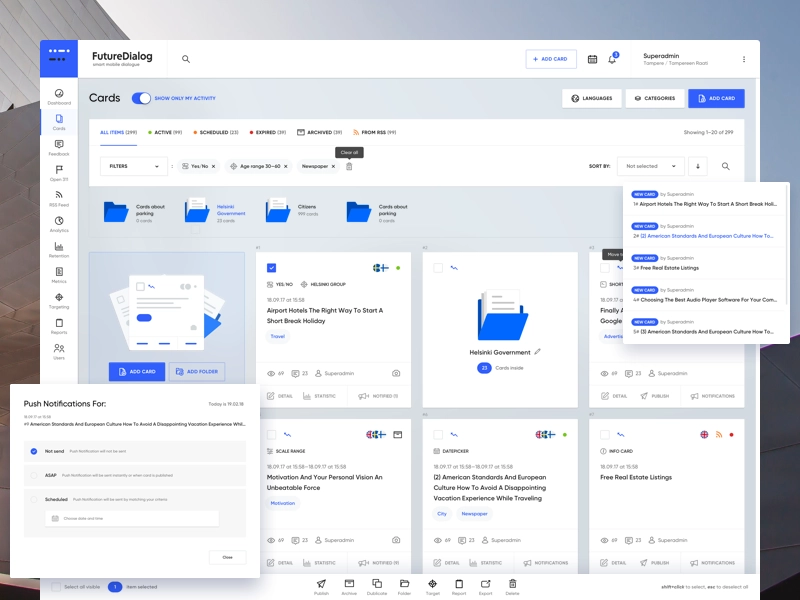 FutureDialog
smart mobile dialogue
+ ADD CARD
3
Superadmin
Tampere / Tampereen Raati
Dashboard
Cards
Feedback
Open 311
RSS Feed
Analytics
Retention
Metrics
Targeting
Reports
Users
Cards
SHOW ONLY MY ACTIVITY
LANGUAGES
CATEGORIES
ADD CARD
ALL ITEMS (299)
ACTIVE (99)
SCHEDULED (23)
EXPIRED (39)
ARCHIVED (39)
FROM RSS (99)
Showing 1-20 of 299
Clear all
FILTERS
:
Yes/No ×
Age range 30-60 ×
Newspaper ×
SORT BY:
Not selected
Cards about
parking
0 cards
Helsinki
Government
23 cards
Citizens
999 cards
Cards about
parking
0 cards
NEW CARD by Superadmin
1# Airport Hotels The Right Way To Start A Short Break Holi...
NEW CARD by Superadmin
2# (2) American Standards And European Culture How To...
NEW CARD by Superadmin
3# Free Real Estate Listings
NEW CARD by Superadmin
4# Choosing The Best Audio Player Software For Your Com...
NEW CARD by Superadmin
5# (3) American Standards And European Culture How To...
ADD CARD
ADD FOLDER
#1
YES/NO
HELSINKI GROUP
18.09.17 at 15:58
Airport Hotels The Right Way To Start A
Short Break Holiday
Travel
69
23
Superadmin
DETAIL
STATISTIC
NOTIFIED (1)
#2
Helsinki Government
23 Cards inside
#3
Move
SHORT
18.09.17 at 15:58
Finally A
Google
Adverti
69
23
Superadmin
DETAIL
PUBLISH
NOTIFICATIONS
Push Notifications For:
Today is 19.02.18
18.09.17 at 15:58
American Standards And European Culture How To Avoid A Disappointing Vacation Experience Whil...
Not send
Push Notification will not be sent
ASAP
Push Notification will be sent instantly or when card is published
Scheduled
Push Notification will be sent by matching your criteria
Choose date and time
Close
SCALE RANGE
18.09.17 at 15:58-18.09.17 at 15:58
Motivation And Your Personal Vision An
Unbeatable Force
Motivation
69
23
Superadmin
DETAIL
STATISTIC
NOTIFIED (1)
DATEPICKER
18.09.17 at 15:58-18.09.17 at 15:58
(2) American Standards And European
Culture How To Avoid A Disappointing
Vacation Experience While Traveling
City
Newspaper
69
23
Superadmin
DETAIL
STATISTIC
NOTIFICATIONS
INFO CARD
18.09.17 at 15:58
Free Real Estate Listings
69
23
Superadmin
DETAIL
PUBLISH
NOTIFICATIONS
Select all visible
1
item selected
Publish
Archive
Dublicate
Folder
Target
Report
Export
Delete
shift+click to select, esc to deselect all